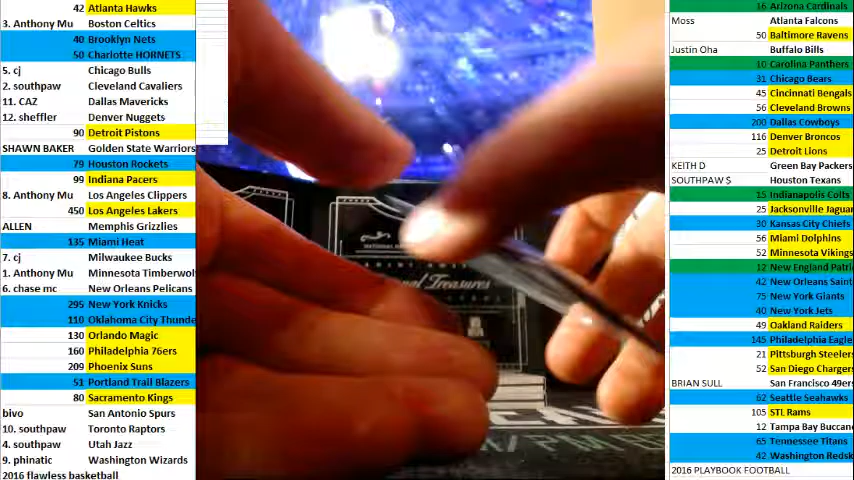 42 Atlanta Hawks
3. Anthony Mu Boston Celtics
40 Brooklyn Nets
50 Charlotte HORNETS
5. cj Chicago Bulls
2. southpaw Cleveland Cavaliers
11. CAZ Dallas Mavericks
12. sheffler Denver Nuggets
90 Detroit Pistons
SHAWN BAKER Golden State Warriors
79 Houston Rockets
99 Indiana Pacers
8. Anthony Mu Los Angeles Clippers
450 Los Angeles Lakers
ALLEN Memphis Grizzlies
135 Miami Heat
7. cj Milwaukee Bucks
1. Anthony Mu Minnesota Timberwol
6. chase mc New Orleans Pelicans
295 New York Knicks
110 Oklahoma City Thunde
130 Orlando Magic
160 Philadelphia 76ers
209 Phoenix Suns
51 Portland Trail Blazers
80 Sacramento Kings
bivo San Antonio Spurs
10. southpaw Toronto Raptors
4. southpaw Utah Jazz
9. phinatic Washington Wizards
2016 flawless basketball
Treasures
16 Arizona Cardinals
Moss Atlanta Falcons
50 Baltimore Ravens
Justin Oha Buffalo Bills
10 Carolina Panthers
31 Chicago Bears
45 Cincinnati Bengals
56 Cleveland Browns
200 Dallas Cowboys
116 Denver Broncos
25 Detroit Lions
KEITH D Green Bay Packers
SOUTHPAW $ Houston Texans
15 Indianapolis Colts
25 Jacksonville Jaguar
30 Kansas City Chiefs
56 Miami Dolphins
52 Minnesota Vikings
12 New England Patri
42 New Orleans Saint
75 New York Giants
40 New York Jets
49 Oakland Raiders
145 Philadelphia Eagle
21 Pittsburgh Steelers
52 San Diego Chargers
BRIAN SULL San Francisco 49ers
62 Seattle Seahawks
105 STL Rams
12 Tampa Bay Buccan
65 Tennessee Titans
42 Washington Redsk
2016 PLAYBOOK FOOTBALL